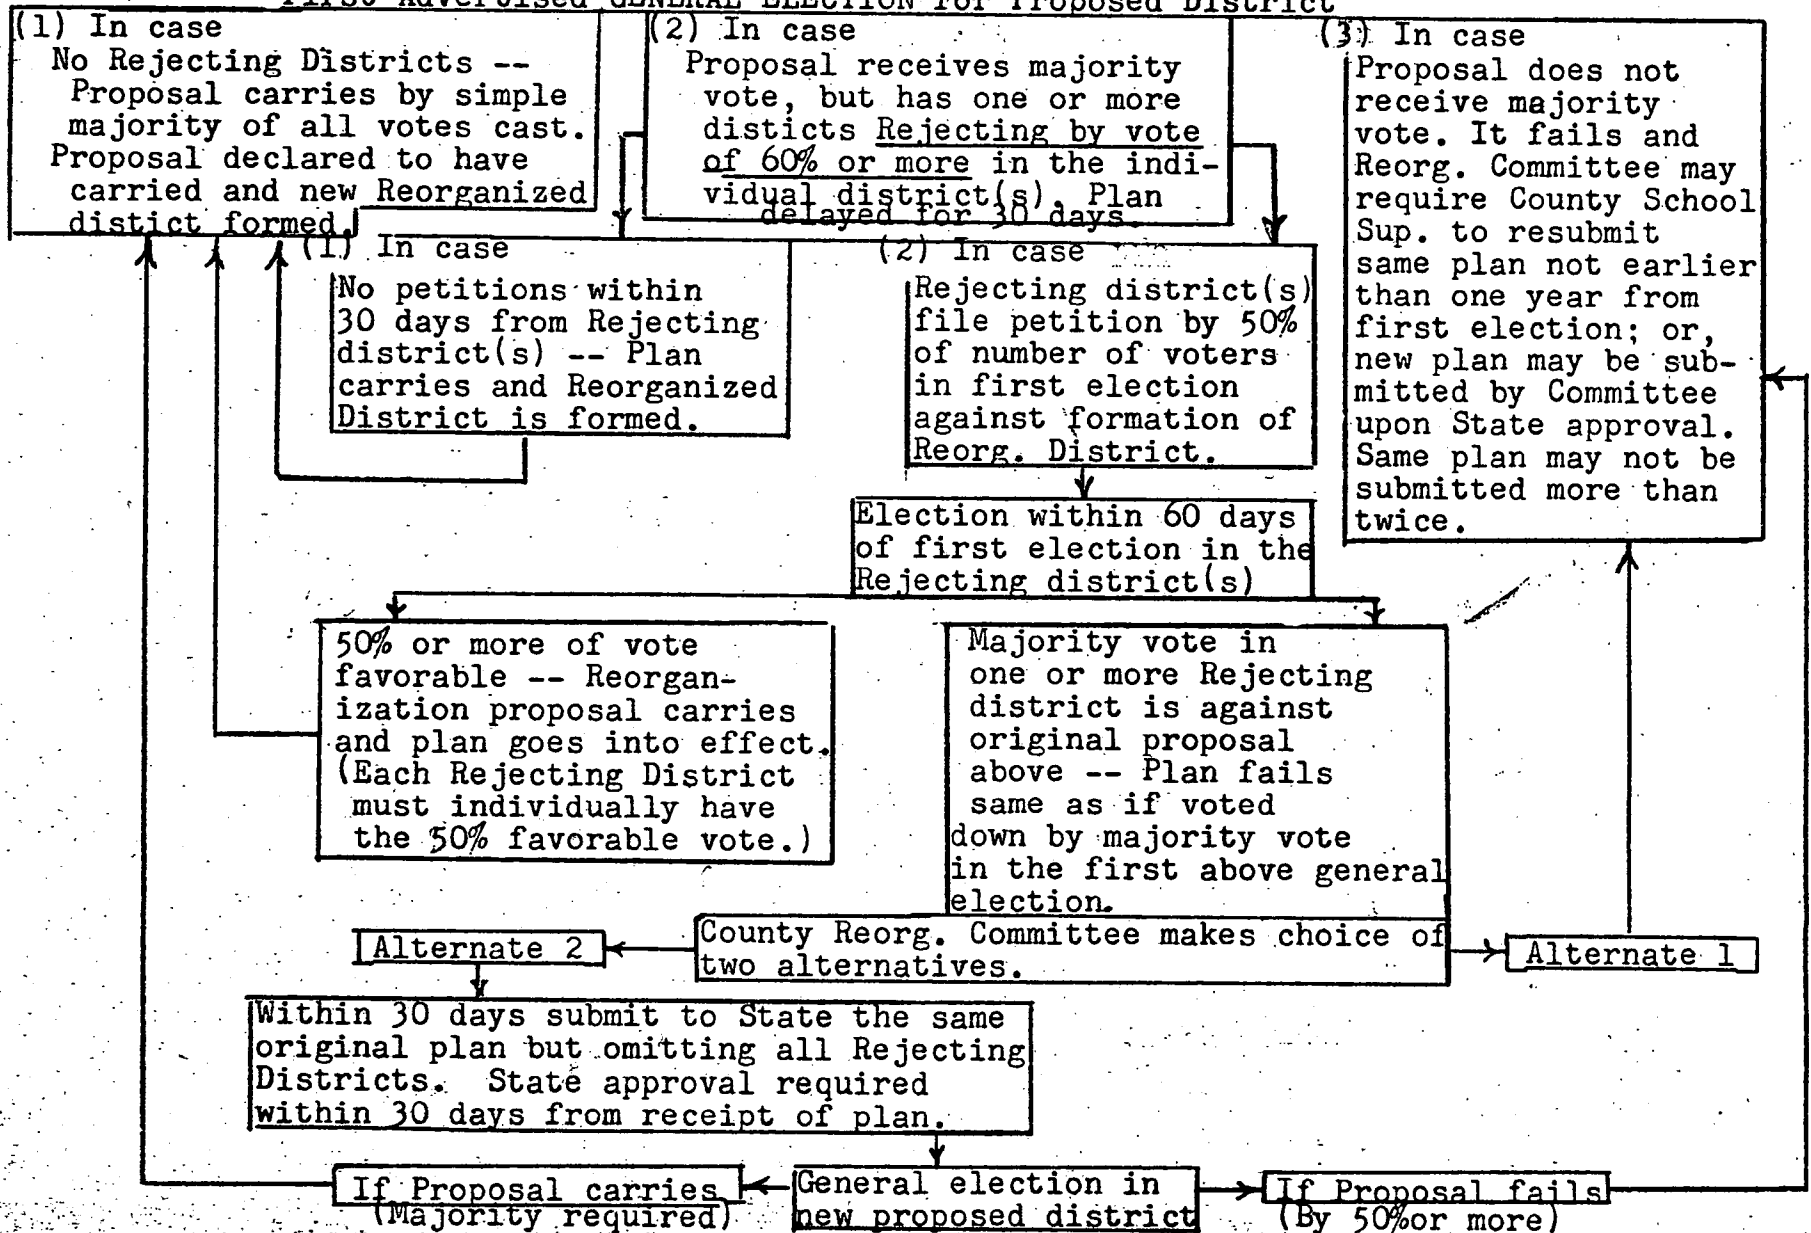 First Advertised GENERAL ELECTION for Proposed District
(1) In case
No Rejecting Districts --
Proposal carries by simple
majority of all votes cast.
Proposal declared to have
carried and new Reorganized
distict formed.
(2) In case
Proposal receives majority
vote, but has one or more
disticts Rejecting by vote
of 60% or more in the indi-
vidual district(s). Plan
delayed for 30 days.
(3) In case
Proposal does not
receive majority
vote. It fails and
Reorg. Committee may
require County School
Sup. to resubmit
same plan not earlier
than one year from
first election; or,
new plan may be sub-
mitted by Committee
upon State approval.
Same plan may not be
submitted more than
twice.
(1) In case
No petitions within
30 days from Rejecting
district(s) -- Plan
carries and Reorganized
District is formed.
(2) In case
Rejecting district(s)
file petition by 50%
of number of voters
in first election
against formation of
Reorg. District.
Election within 60 days
of first election in the
Rejecting district(s)
50% or more of vote
favorable -- Reorgan-
ization proposal carries
and plan goes into effect.
(Each Rejecting District
must individually have
the 50% favorable vote.)
Majority vote in
one or more Rejecting
district is against
original proposal
above -- Plan fails
same as if voted
down by majority vote
in the first above general
election.
County Reorg. Committee makes choice of
two alternatives.
Alternate 2
Alternate 1
Within 30 days submit to State the same
original plan but omitting all Rejecting
Districts. State approval required
within 30 days from receipt of plan.
If Proposal carries
(Majority required)
General election in
new proposed district
If Proposal fails
(By 50%or more)